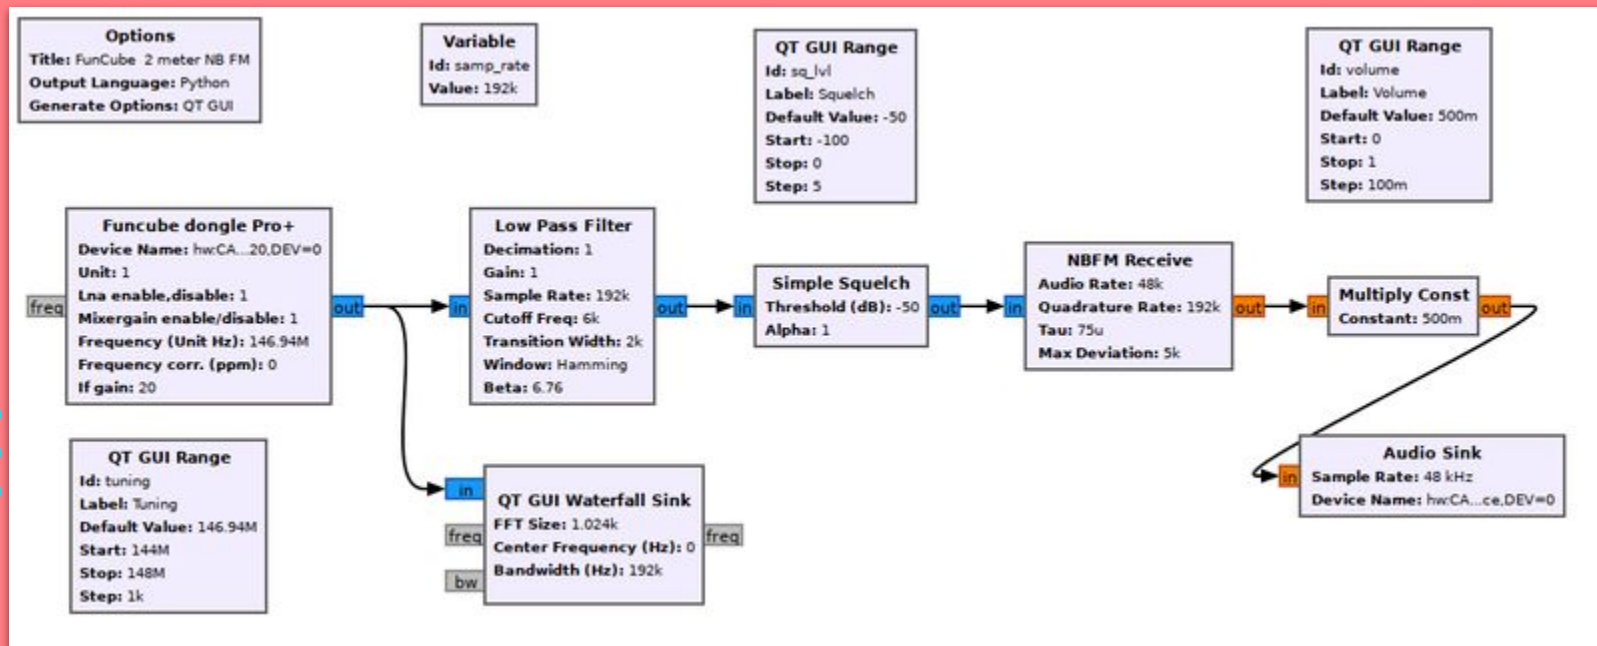 Options
Title: FunCube 2 meter NB FM
Output Language: Python
Generate Options: QT GUI
Variable
Id: samp_rate
Value: 192k
QT GUI Range
Id: sq_lvl
Label: Squelch
Default Value: -50
Start: -100
Stop: 0
Step: 5
QT GUI Range
Id: volume
Label: Volume
Default Value: 500m
Start: 0
Stop: 1
Step: 100m
freq
Funcube dongle Pro+
Device Name: hw:CA...20,DEV=0
Unit: 1
Lna enable,disable: 1
Mixergain enable/disable: 1
Frequency (Unit Hz): 146.94M
Frequency corr. (ppm): 0
If gain: 20
out
in
Low Pass Filter
Decimation: 1
Gain: 1
Sample Rate: 192k
Cutoff Freq: 6k
Transition Width: 2k
Window: Hamming
Beta: 6.76
out
in
Simple Squelch
Threshold (dB): -50
Alpha: 1
out
in
NBFM Receive
Audio Rate: 48k
Quadrature Rate: 192k
Tau: 75u
Max Deviation: 5k
out
in
Multiply Const
Constant: 500m
out
QT GUI Range
Id: tuning
Label: Tuning
Default Value: 146.94M
Start: 144M
Stop: 148M
Step: 1k
in
freq
bw
QT GUI Waterfall Sink
FFT Size: 1.024k
Center Frequency (Hz): 0
Bandwidth (Hz): 192k
freq
in
Audio Sink
Sample Rate: 48 kHz
Device Name: hw:CA...ce,DEV=0